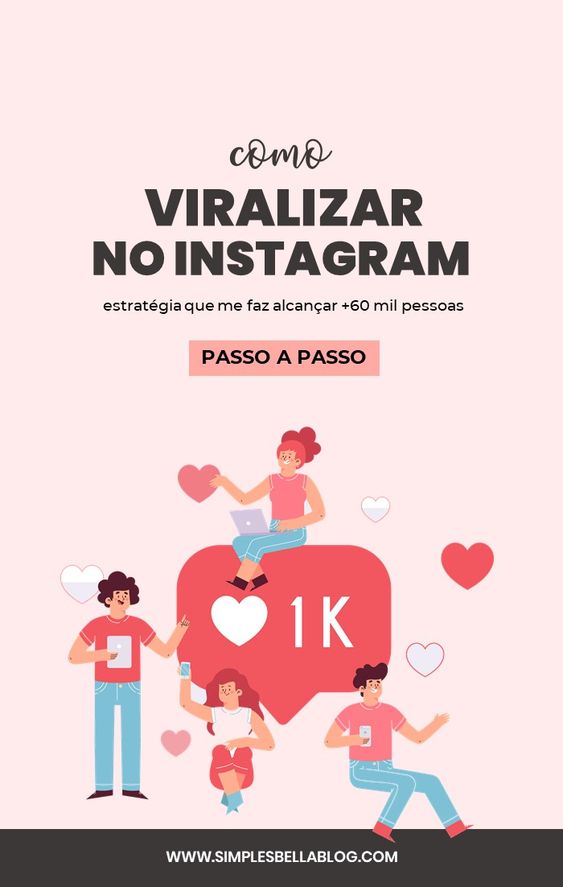 como
VIRALIZAR
NO INSTAGRAM
estratégia que me faz alcançar +60 mil pessoas
PASSO A PASSO
1K
WWW.SIMPLESBELLABLOG.COM